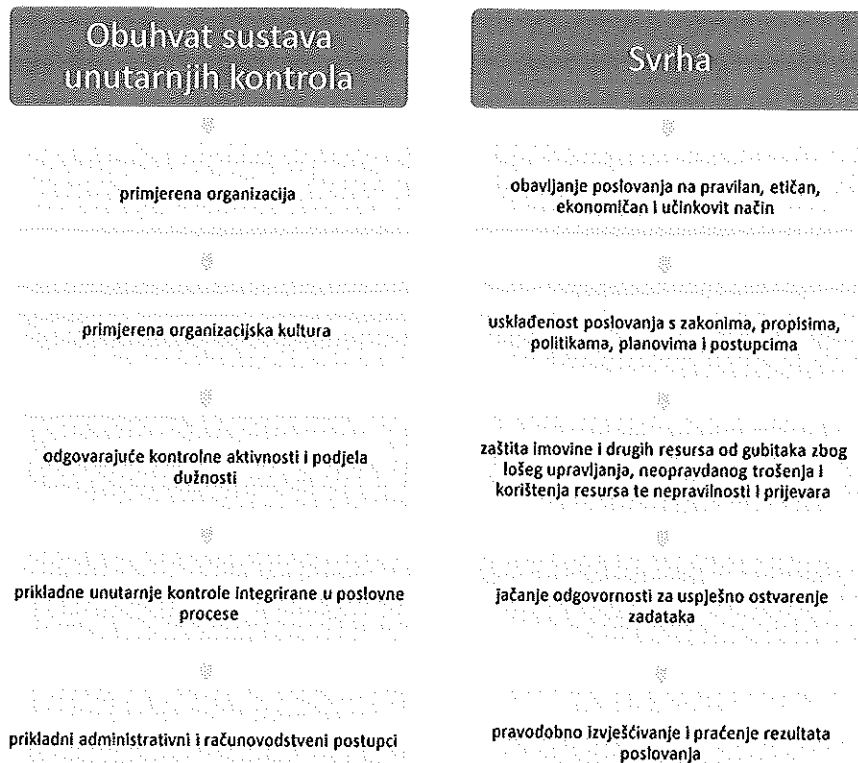 Obuhvat sustava
unutarnjih kontrola
primjerena organizacija
primjerena organizacijska kultura
odgovarajuće kontrolne aktivnosti i podjela
dužnosti
prikladne unutarnje kontrole integrirane u poslovne
procese
prikladni administrativni i računovodstveni postupci
Svrha
obavljanje poslovanja na pravilan, etičan,
ekonomičan i učinkovit način
usklađenost poslovanja s zakonima, propisima,
politikama, planovima i postupcima
zaštita imovine i drugih resursa od gubitaka zbog
lošeg upravljanja, neopravdanog trošenja i
korištenja resursa te nepravilnosti i prijevara
jačanje odgovornosti za uspješno ostvarenje
zadataka
pravodobno izvješćivanje i praćenje rezultata
poslovanja